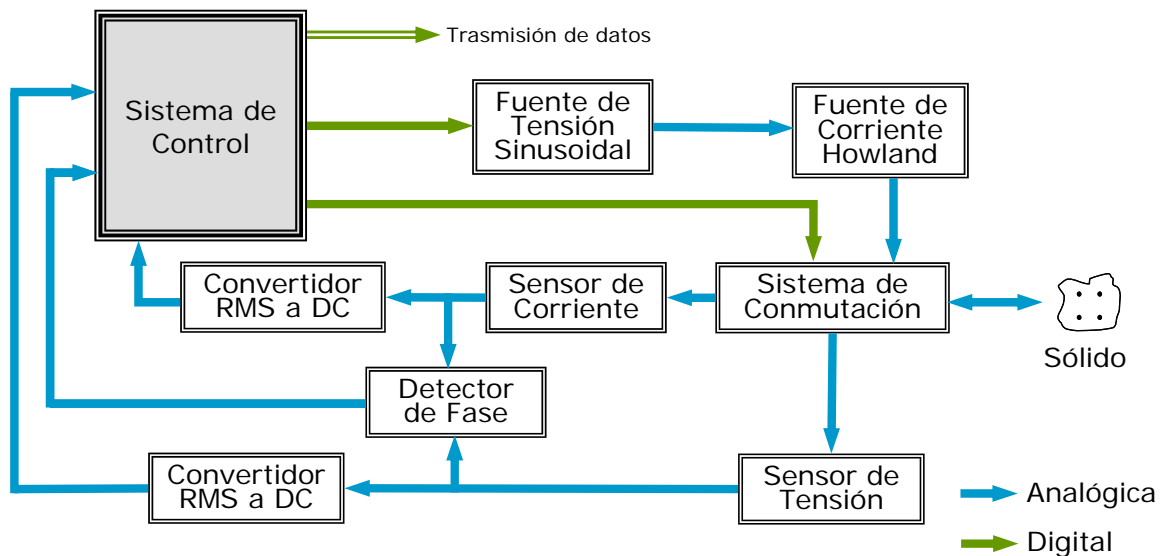 Trasmisión de datos
Sistema de
Control
Fuente de
Tensión
Sinusoidal
Fuente de
Corriente
Howland
Convertidor
RMS a DC
Sensor de
Corriente
Sistema de
Conmutación
Sólido
Detector
de Fase
Convertidor
RMS a DC
Sensor de
Tensión
Analógica
Digital